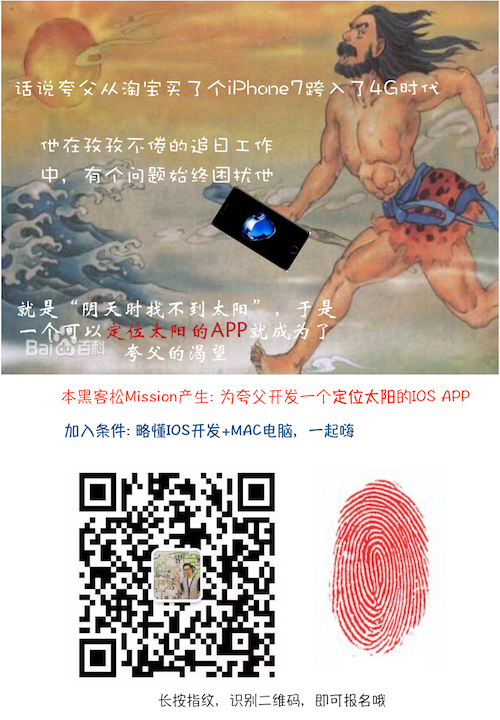 话说夸父从淘宝买了个iPhone7跨入了4G时代
他在孜孜不倦的追日工作
中，有个问题始终困扰他
就是“阴天时找不到太阳”，于是
一个可以定位太阳的APP就成为了
Bai百科
夸父的渴望
本黑客松Mission产生: 为夸父开发一个定位太阳的IOS APP
加入条件: 略懂IOS开发+MAC电脑，一起嗨
长按指纹，识别二维码，即可报名哦